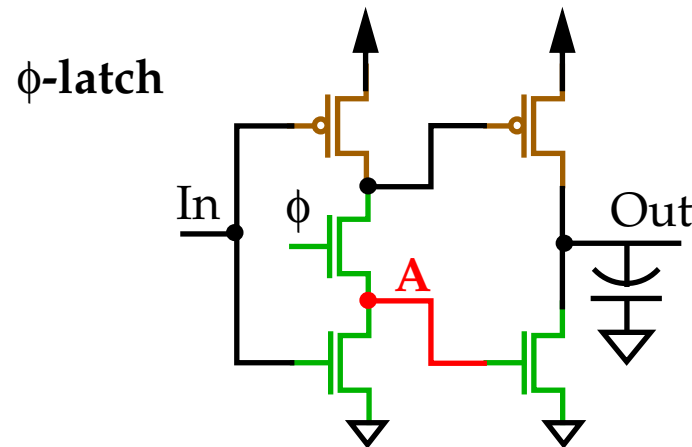 ϕ-latch
In
ϕ
A
Out